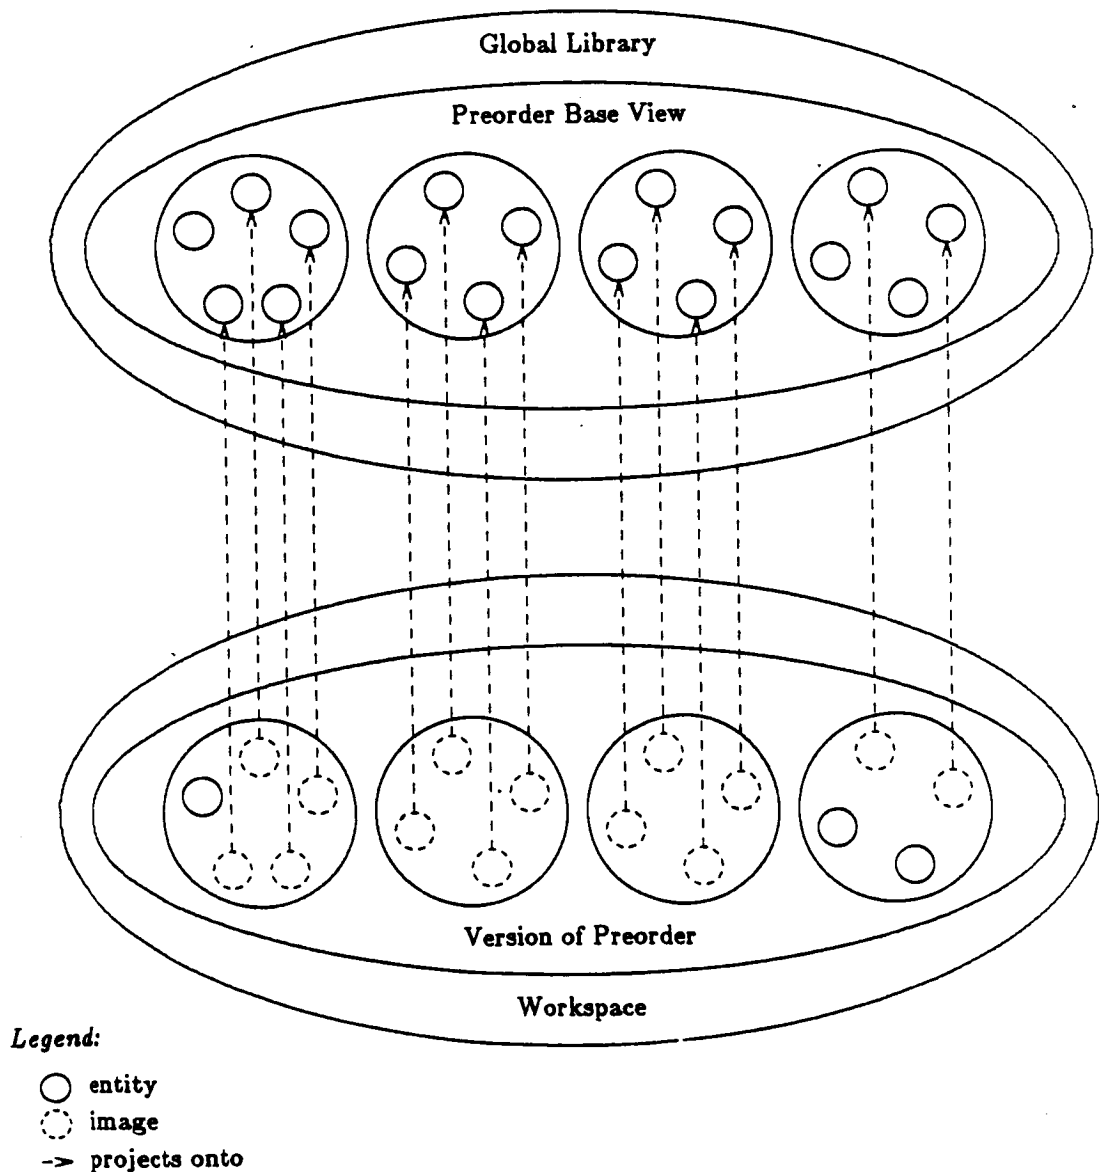 Global Library
Preorder Base View
Version of Preorder
Workspace
Legend:
entity
image
projects onto